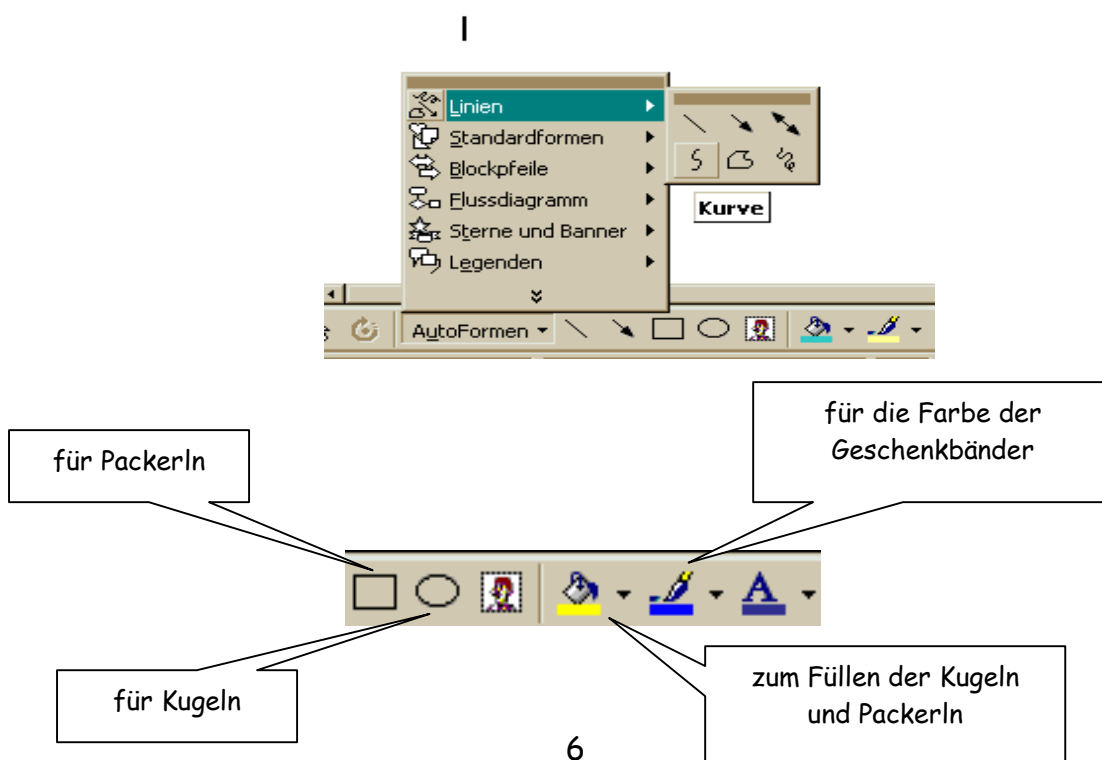 l
Linien
Standardformen
Blockpfeile
Flussdiagramm
Sterne und Banner
Legenden
Kurve
AutoFormen
für die Farbe der
Geschenkbänder
für Packerln
A
für Kugeln
zum Füllen der Kugeln
und Packerln
6